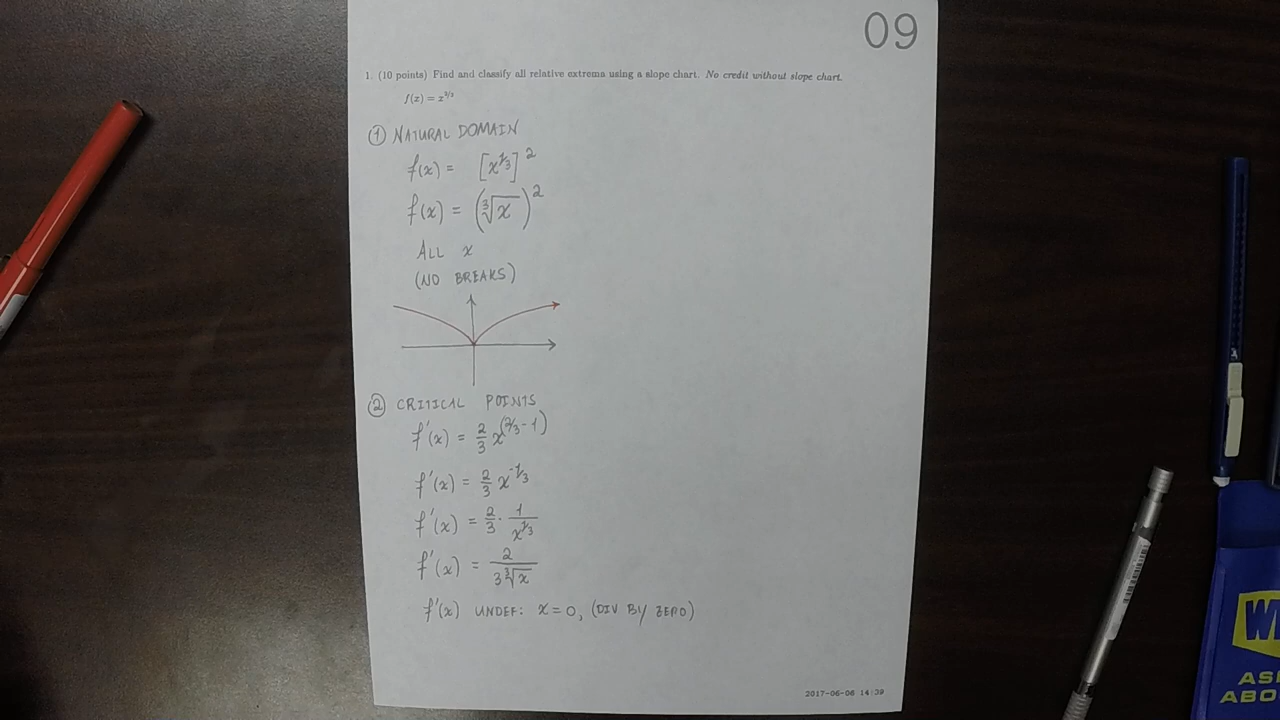 09
1. (10 points) Find and classify all relative extrema using a slope chart. No credit without slope chart.
f(x) = x^{2/3}
① NATURAL DOMAIN
f(x) = [x^{1/3}]^2
f(x) = (∛x)^2
ALL x
(NO BREAKS)
② CRITICAL POINTS
f'(x) = 2/3 x^{(2/3 - 1)}
f'(x) = 2/3 x^{-1/3}
f'(x) = 2/3 · 1/x^{1/3}
f'(x) = 2/(3∛x)
f'(x) UNDEF: x = 0, (DIV BY ZERO)
2017-06-06 14:39